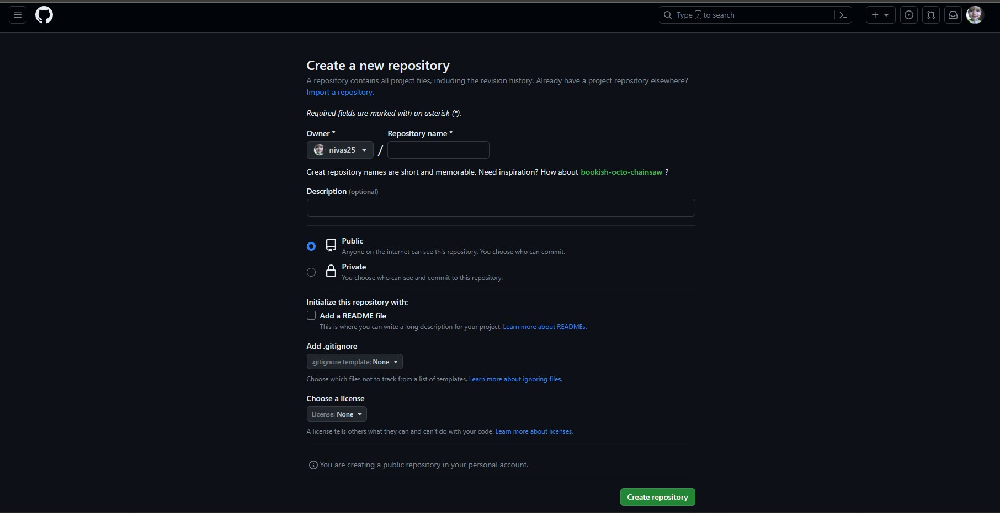 Type / to search
Create a new repository
A repository contains all project files, including the revision history. Already have a project repository elsewhere?
Import a repository.
Required fields are marked with an asterisk (*).
Owner * Repository name *
nivas25 /
Great repository names are short and memorable. Need inspiration? How about bookish-octo-chainsaw ?
Description (optional)
Public
Anyone on the internet can see this repository. You choose who can commit.
Private
You choose who can see and commit to this repository.
Initialize this repository with:
Add a README file
This is where you can write a long description for your project. Learn more about READMEs.
Add .gitignore
.gitignore template: None
Choose which files not to track from a list of templates. Learn more about ignoring files.
Choose a license
License: None
A license tells others what they can and can't do with your code. Learn more about licenses.
You are creating a public repository in your personal account.
Create repository